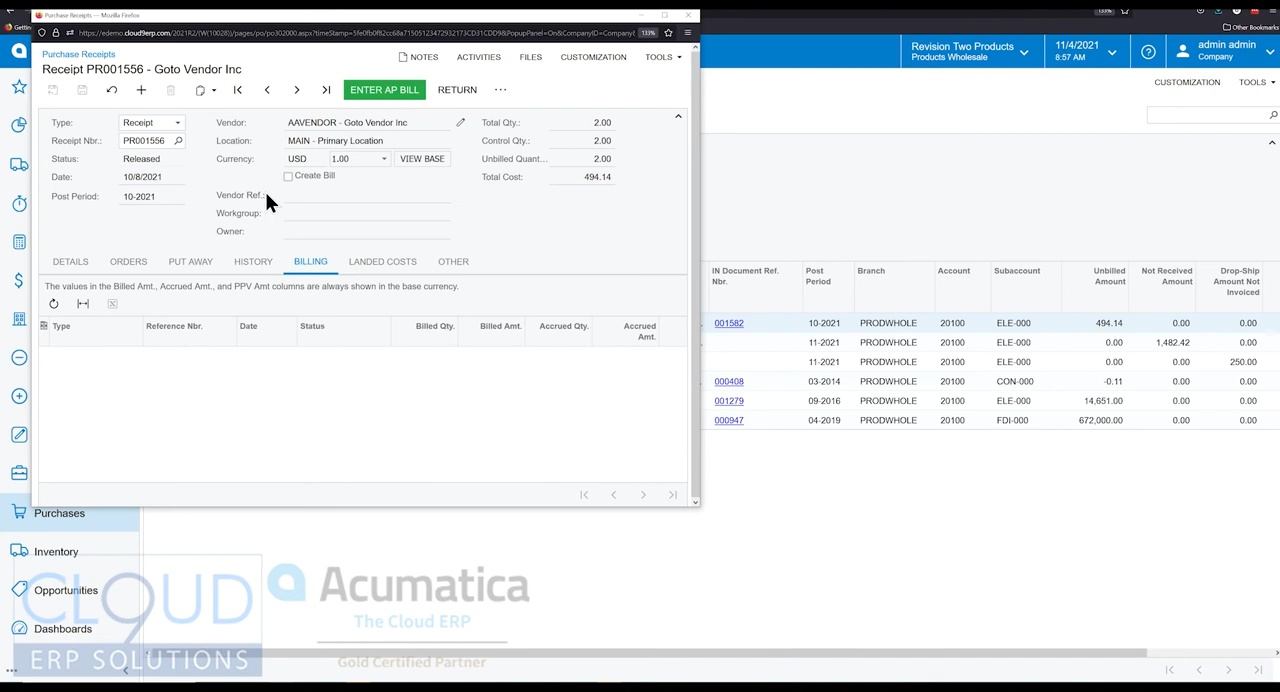 Purchase Receipts — Mozilla Firefox
https://edemo.cloud9erp.com/2021R2/(W(10028))/pages/po/po302000.aspx?timeStamp=5fe0fb0f82cc68a715051234729321​73CD31CDD9&PopupPanel=On&CompanyID=Company
133%
133%
Getting
Other Bookmarks
Purchase Receipts
Receipt PR001556 - Goto Vendor Inc
NOTES ACTIVITIES FILES CUSTOMIZATION TOOLS
ENTER AP BILL RETURN ...
Type: Receipt
Receipt Nbr.: PR001556
Status: Released
Date: 10/8/2021
Post Period: 10-2021
Vendor: AAVENDOR - Goto Vendor Inc
Location: MAIN - Primary Location
Currency: USD 1.00 VIEW BASE
Create Bill
Vendor Ref.:
Workgroup:
Owner:
Total Qty.: 2.00
Control Qty.: 2.00
Unbilled Quant... 2.00
Total Cost: 494.14
DETAILS ORDERS PUT AWAY HISTORY BILLING LANDED COSTS OTHER
The values in the Billed Amt., Accrued Amt., and PPV Amt columns are always shown in the base currency.
Type Reference Nbr. Date Status Billed Qty. Billed Amt. Accrued Qty. Accrued Amt.
Revision Two Products
Products Wholesale
11/4/2021
8:57 AM
admin admin
Company
CUSTOMIZATION TOOLS
IN Document Ref. Nbr. Post Period Branch Account Subaccount Unbilled Amount Not Received Amount Drop-Ship Amount Not Invoiced
001582 10-2021 PRODWHOLE 20100 ELE-000 494.14 0.00 0.00
11-2021 PRODWHOLE 20100 ELE-000 0.00 1,482.42 0.00
11-2021 PRODWHOLE 20100 ELE-000 0.00 0.00 250.00
000408 03-2014 PRODWHOLE 20100 CON-000 -0.11 0.00 0.00
001279 09-2016 PRODWHOLE 20100 ELE-000 14,651.00 0.00 0.00
000947 04-2019 PRODWHOLE 20100 FDI-000 672,000.00 0.00 0.00
Purchases
Inventory
Opportunities
Dashboards
CLOUD9
ERP SOLUTIONS
Acumatica
The Cloud ERP
Gold Certified Partner